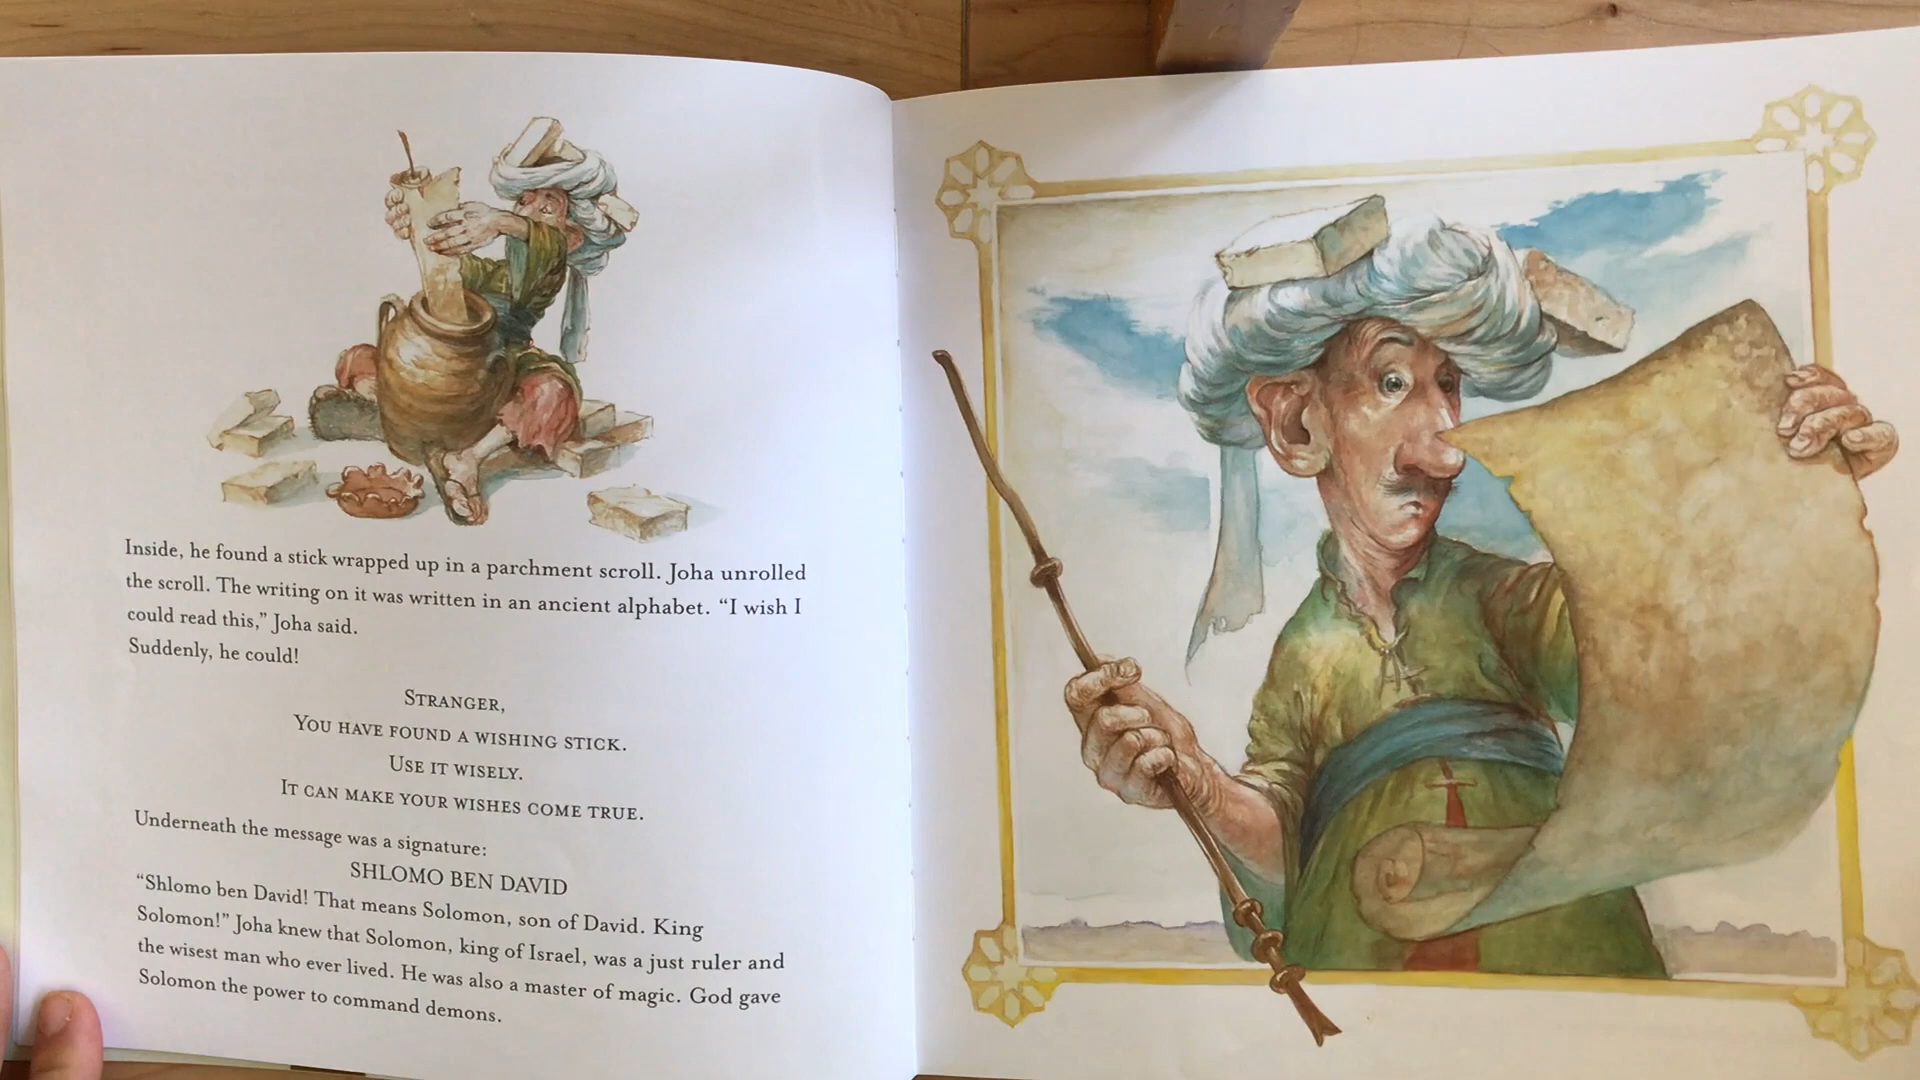 Inside, he found a stick wrapped up in a parchment scroll. Joha unrolled
the scroll. The writing on it was written in an ancient alphabet. “I wish I
could read this,” Joha said.
Suddenly, he could!
STRANGER,
YOU HAVE FOUND A WISHING STICK.
USE IT WISELY.
IT CAN MAKE YOUR WISHES COME TRUE.
Underneath the message was a signature:
SHLOMO BEN DAVID
“Shlomo ben David! That means Solomon, son of David. King
Solomon!” Joha knew that Solomon, king of Israel, was a just ruler and
the wisest man who ever lived. He was also a master of magic. God gave
Solomon the power to command demons.